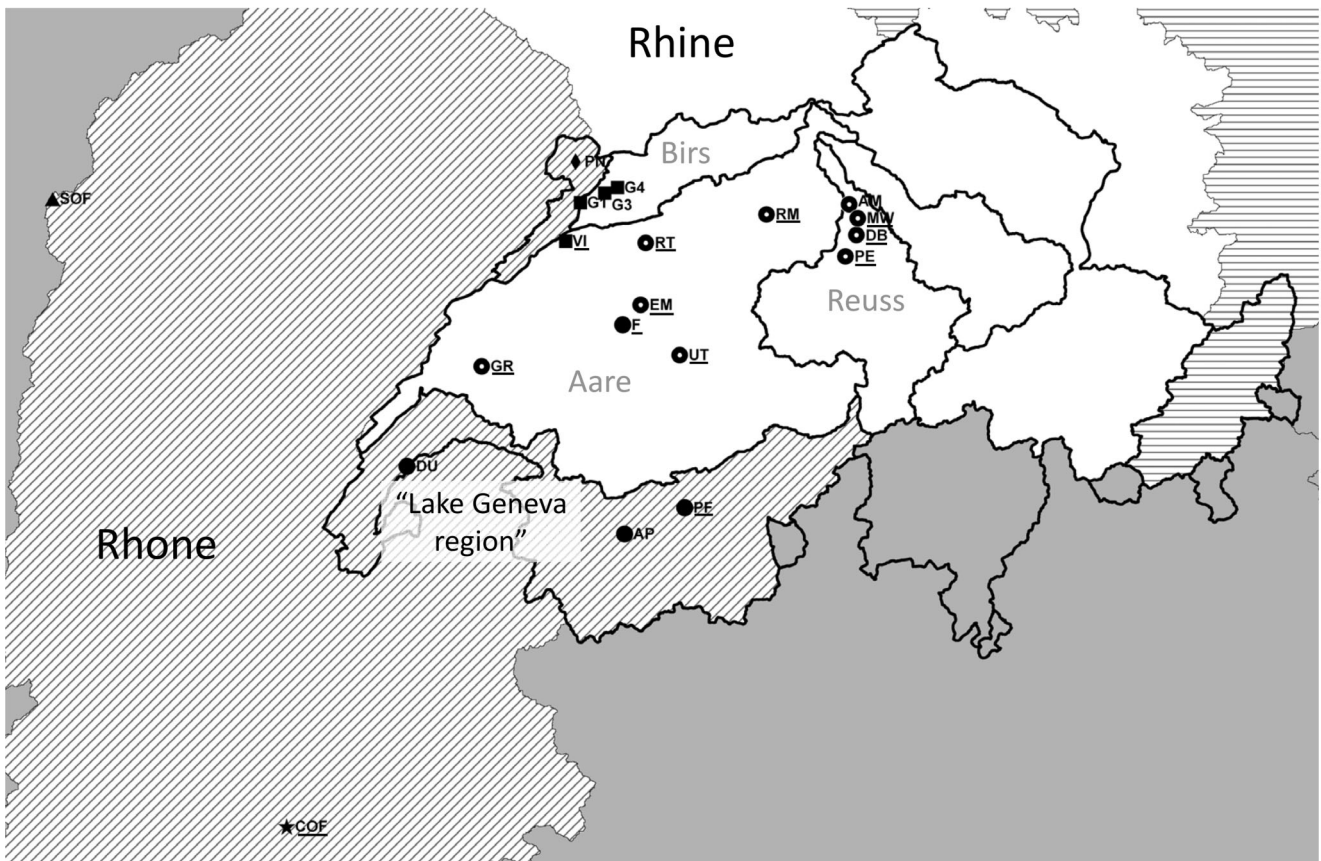 Rhine
Birs
PN
G4
G3
G1
SOF
AM
RM
MW
DB
VI
RT
PE
EM
Reuss
F
UT
GR
Aare
DU
“Lake Geneva
region”
PF
AP
Rhone
COF